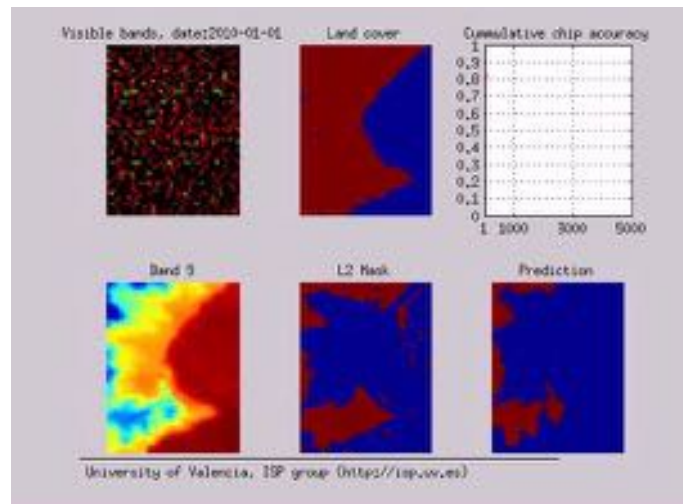 Visible bands, date:2010-01-01
Land cover
Cummulative chip accuracy
1
0.9
0.8
0.7
0.6
0.5
0.4
0.3
0.2
0.1
0
1 1000 3000 5000
Band 9
L2 Mask
Prediction
University of Valencia, ISP group (http://isp.uv.es)